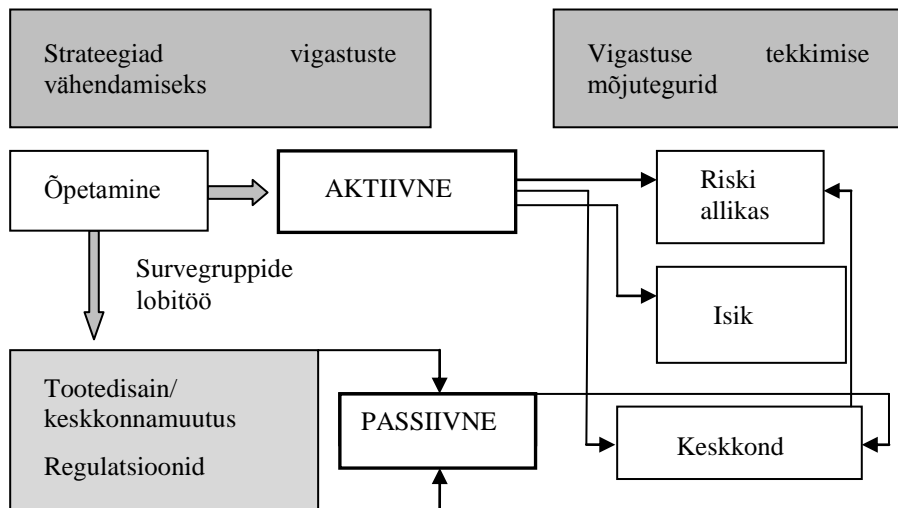 Strateegiad vigastuste
vähendamiseks
Vigastuse tekkimise
mõjutegurid
Õpetamine
AKTIIVNE
Riski
allikas
Survegruppide
lobitöö
Isik
Tootedisain/
keskkonnamuutus
Regulatsioonid
PASSIIVNE
Keskkond